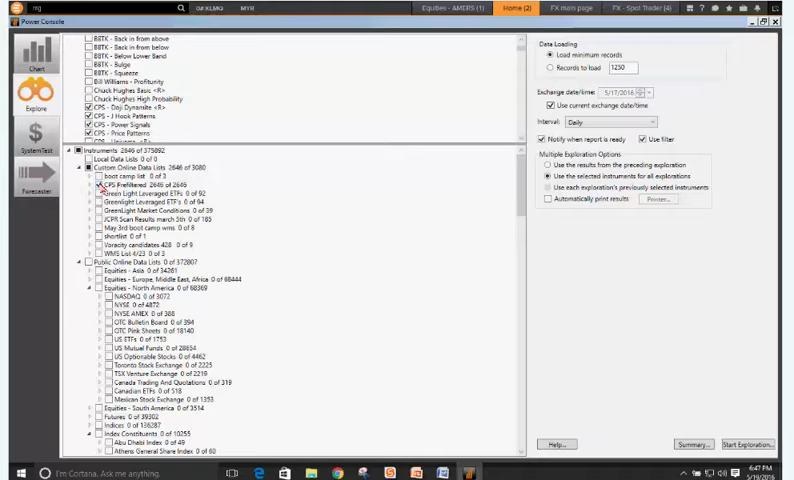 mg
0#.KLMQ
MYR
Equities - AMERS (1)
Home (2)
FX main page
FX - Spot Trader (4)
Power Console
Chart
Explore
SystemTest
Forecaster
BBTK - Back in from above
BBTK - Back in from below
BBTK - Below Lower Band
BBTK - Bulge
BBTK - Squeeze
Bill Williams - Profiturity
Chuck Hughes Basic <R>
Chuck Hughes High Probability
CPS - Doji Dynamite <R>
CPS - J Hook Patterns
CPS - Power Signals
CPS - Price Patterns
Instruments 2646 of 375892
Local Data Lists 0 of 0
Custom Online Data Lists 2646 of 3080
boot camp list 0 of 3
CPS Prefiltered 2646 of 2646
Green Light Leveraged ETFs 0 of 92
Greenlight Leveraged ETF's 0 of 94
GreenLight Market Conditions 0 of 39
JCPR Scan Results march 5th 0 of 185
May 3rd boot camp wms 0 of 8
shortlist 0 of 1
Voracity candidates 428 0 of 9
WMS List 4/23 0 of 3
Public Online Data Lists 0 of 372807
Equities - Asia 0 of 34261
Equities - Europe, Middle East, Africa 0 of 68444
Equities - North America 0 of 68369
NASDAQ 0 of 3072
NYSE 0 of 4872
NYSE AMEX 0 of 388
OTC Bulletin Board 0 of 394
OTC Pink Sheets 0 of 18140
US ETFs 0 of 1753
US Mutual Funds 0 of 28654
US Optionable Stocks 0 of 4462
Toronto Stock Exchange 0 of 2225
TSX Venture Exchange 0 of 2219
Canada Trading And Quotations 0 of 319
Canadian ETFs 0 of 518
Mexican Stock Exchange 0 of 1353
Equities - South America 0 of 3514
Futures 0 of 39302
Indices 0 of 136287
Index Constituents 0 of 10255
Abu Dhabi Index 0 of 49
Athens General Share Index 0 of 60
Data Loading
Load minimum records
Records to load 1250
Exchange date/time: 5/17/2016
Use current exchange date/time
Interval: Daily
Notify when report is ready
Use filter
Multiple Exploration Options
Use the results from the preceding exploration
Use the selected instruments for all explorations
Use each exploration's previously selected instruments
Automatically print results
Printer...
Help...
Summary...
Start Exploration...
I'm Cortana. Ask me anything.
6:47 PM
5/19/2016